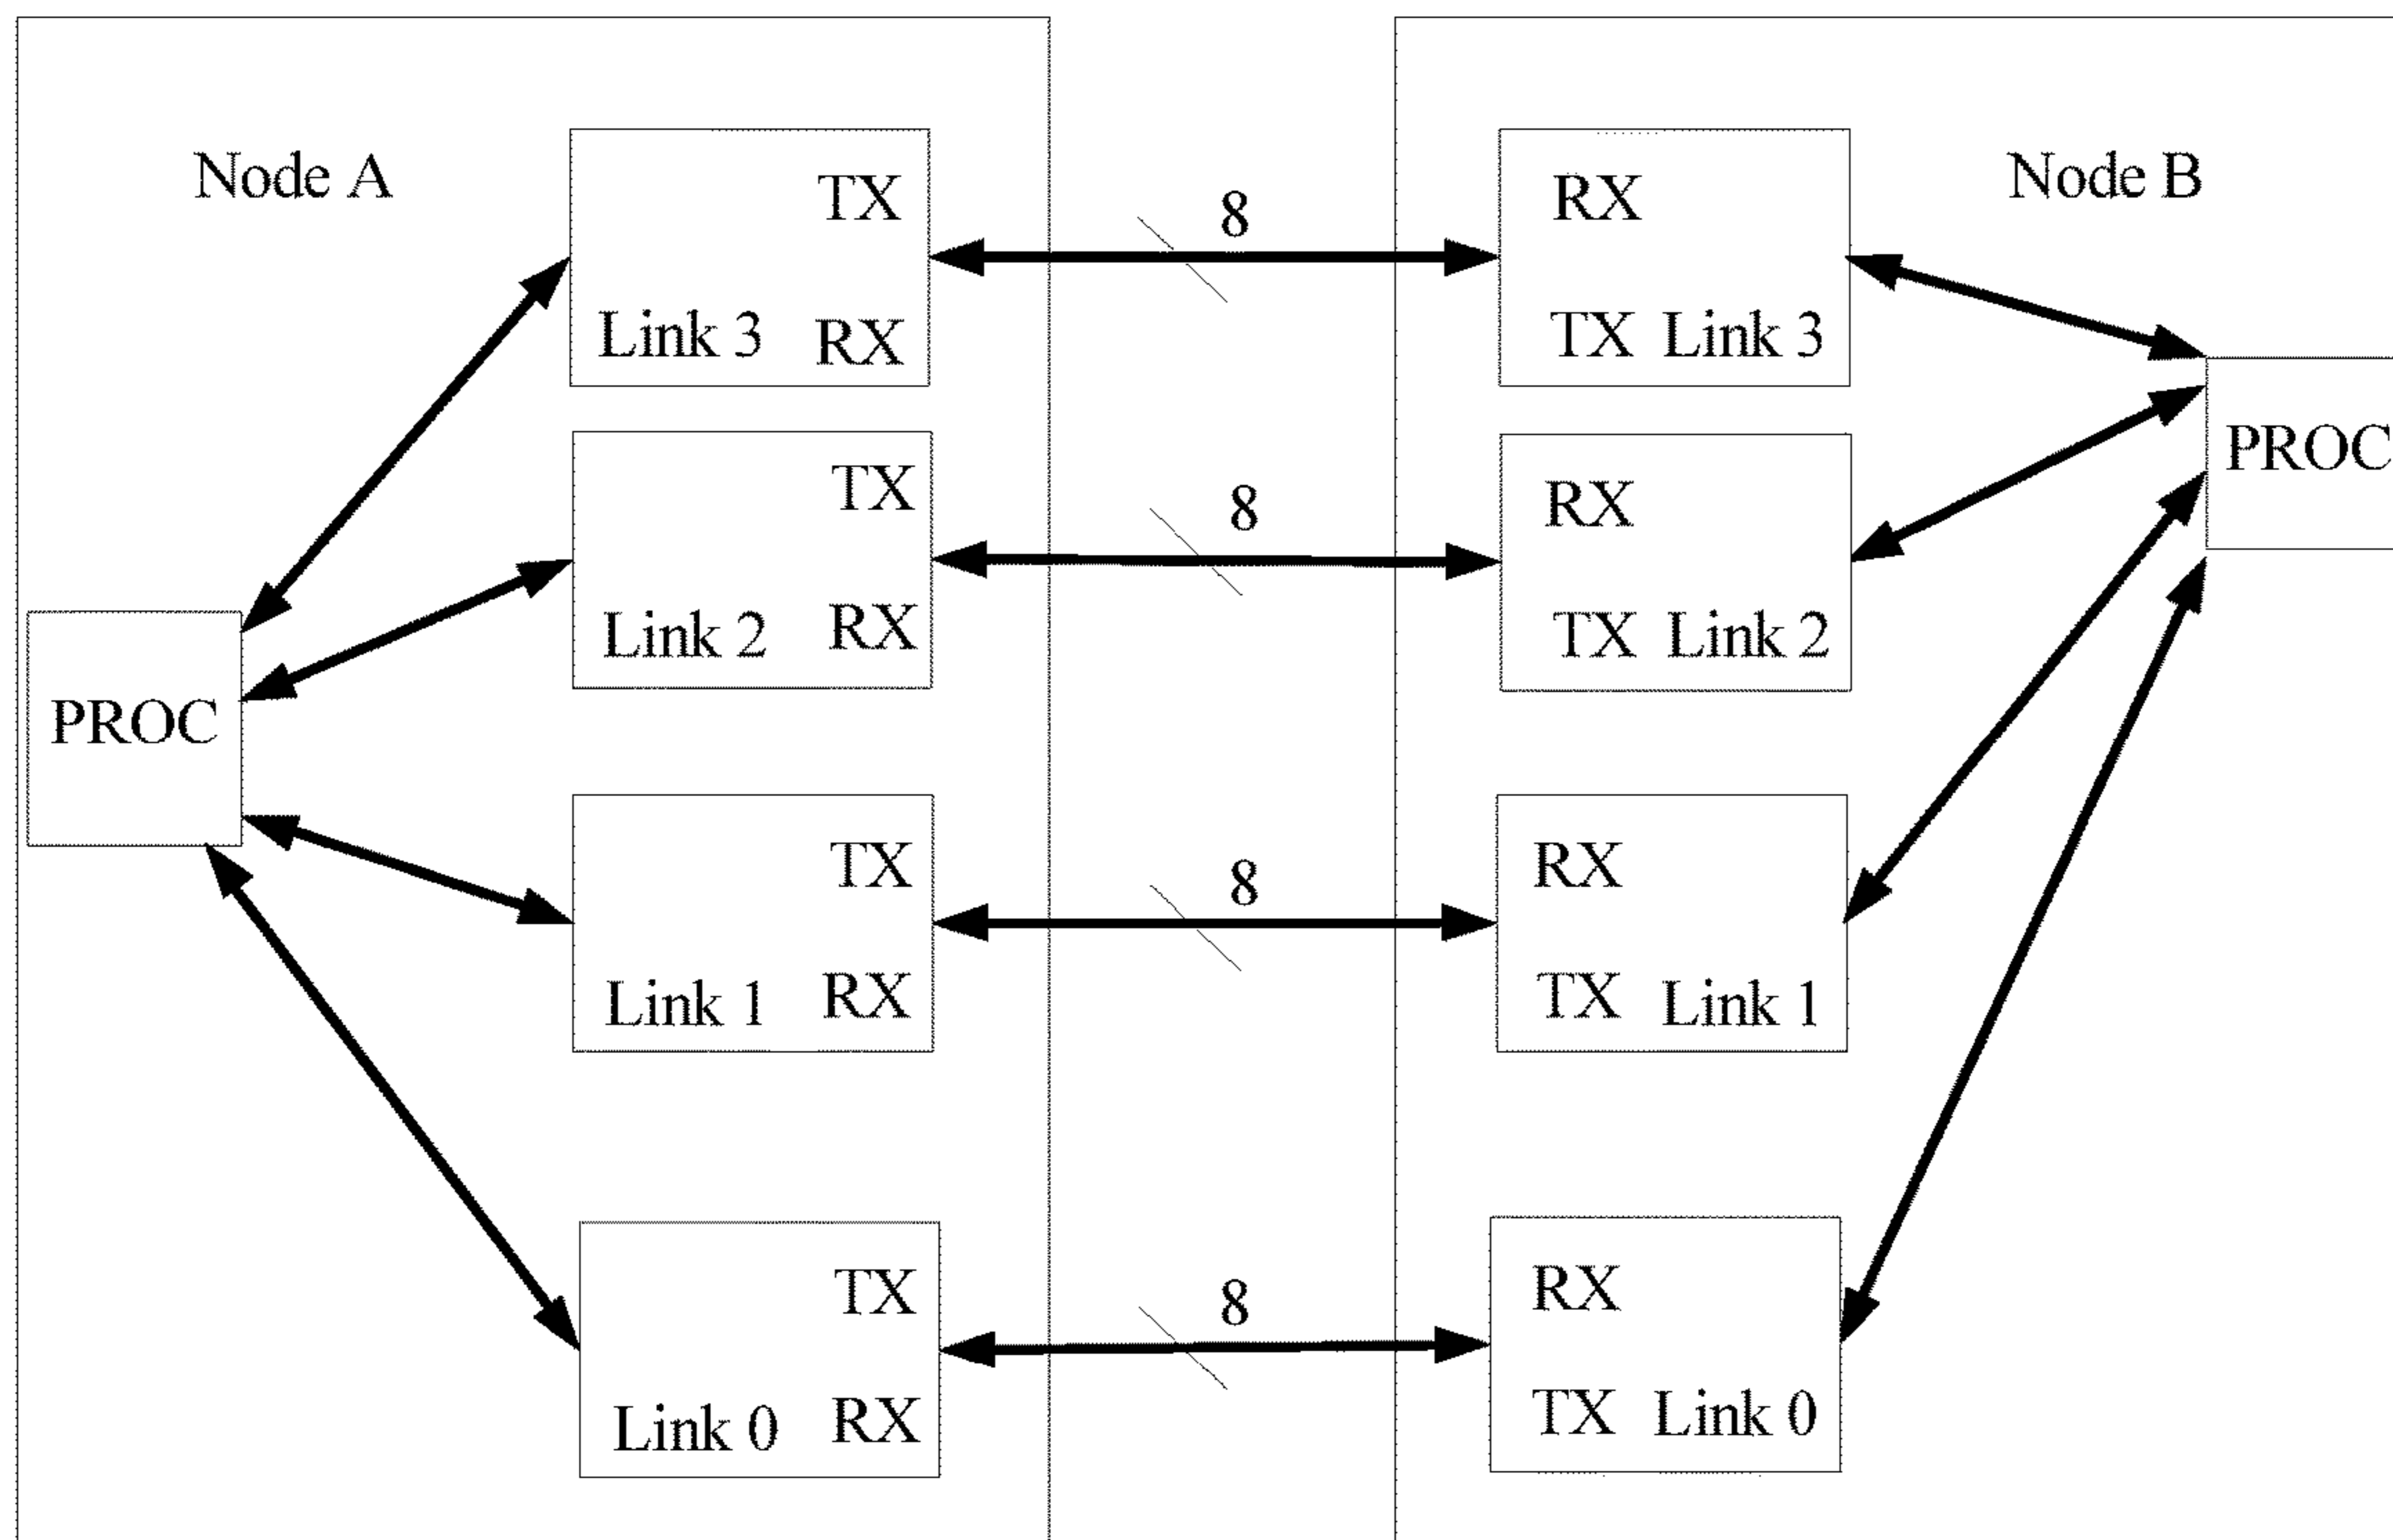 Node A
TX
Link 3
RX
8
RX
TX Link 3
Node B
TX
Link 2
RX
8
RX
TX Link 2
PROC
PROC
TX
Link 1
RX
8
RX
TX Link 1
TX
Link 0
RX
8
RX
TX Link 0